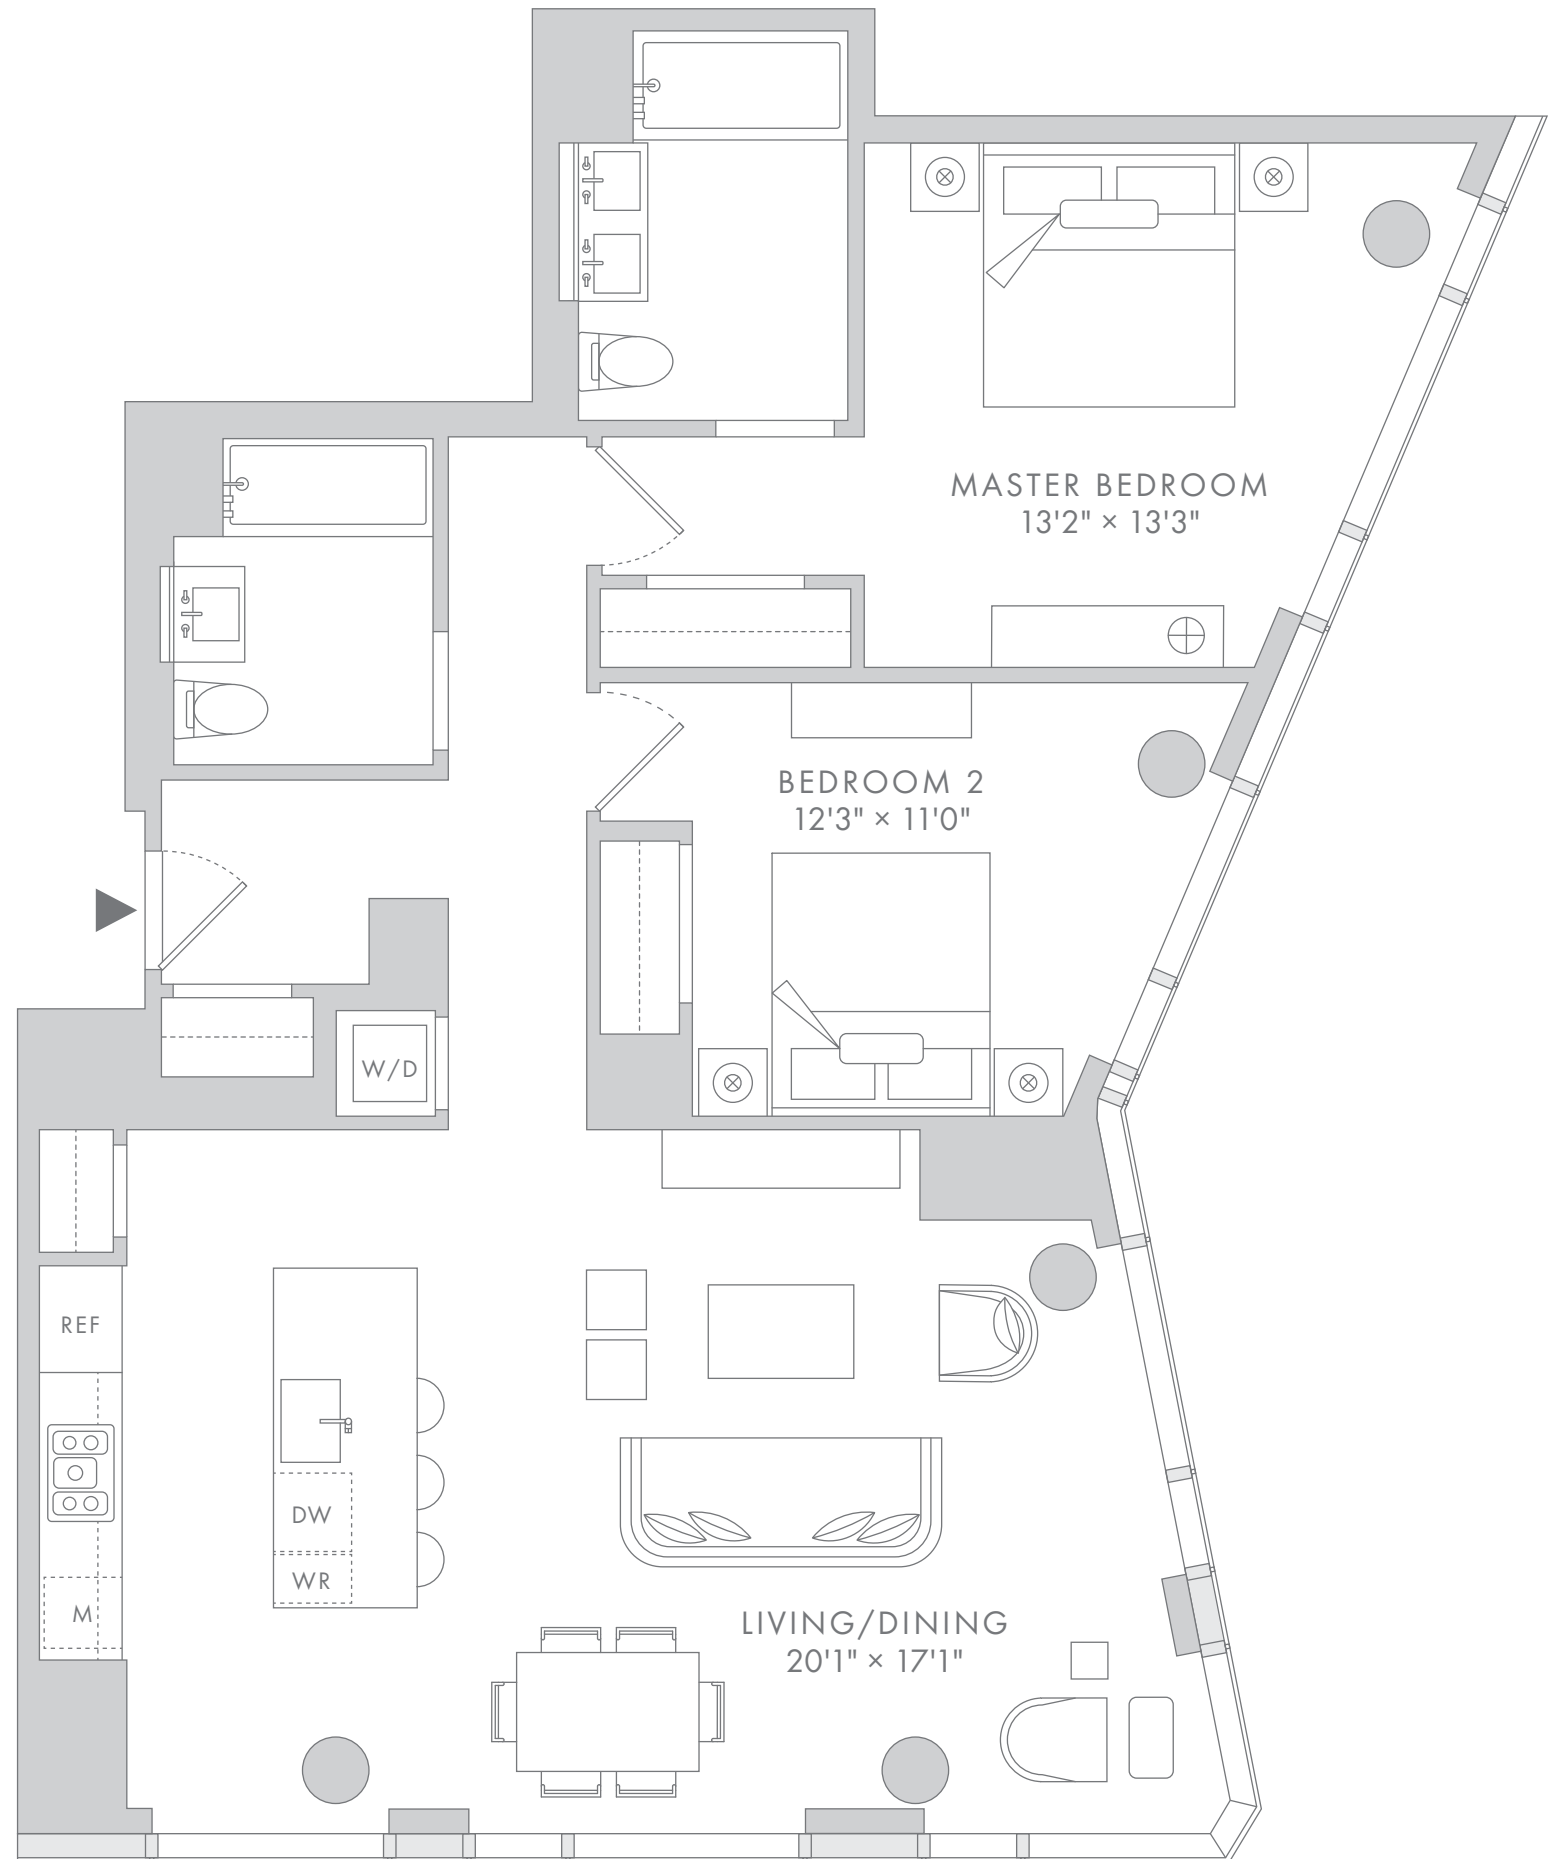 MASTER BEDROOM
13'2" × 13'3"
BEDROOM 2
12'3" × 11'0"
W/D
REF
DW
WR
M
LIVING/DINING
20'1" × 17'1"